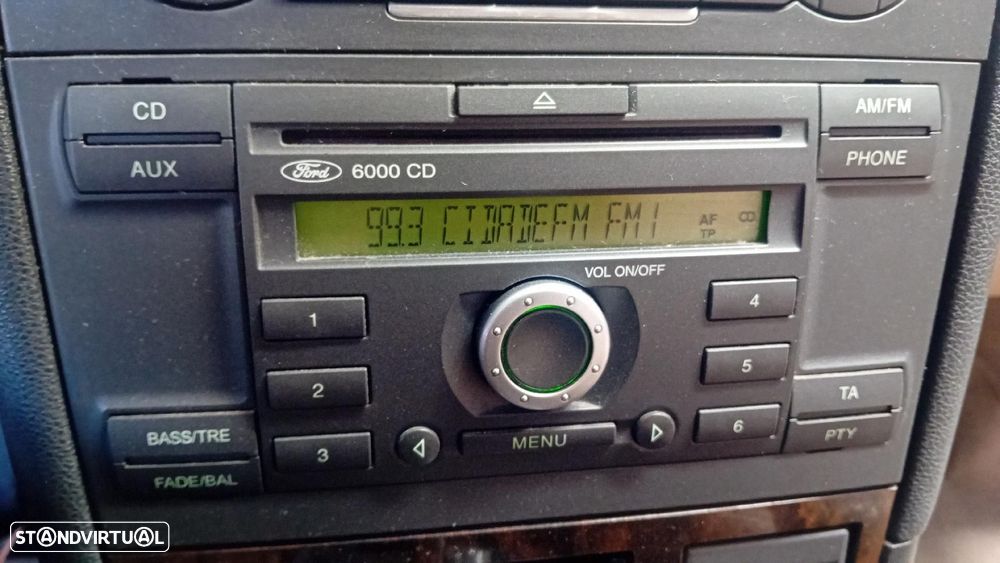 CD
AUX
AM/FM
PHONE
Ford 6000 CD
99.3 CIDADEFM FM1 AF TP CD
VOL ON/OFF
1
2
3
4
5
6
BASS/TRE
FADE/BAL
MENU
TA
PTY
STANDVIRTUAL